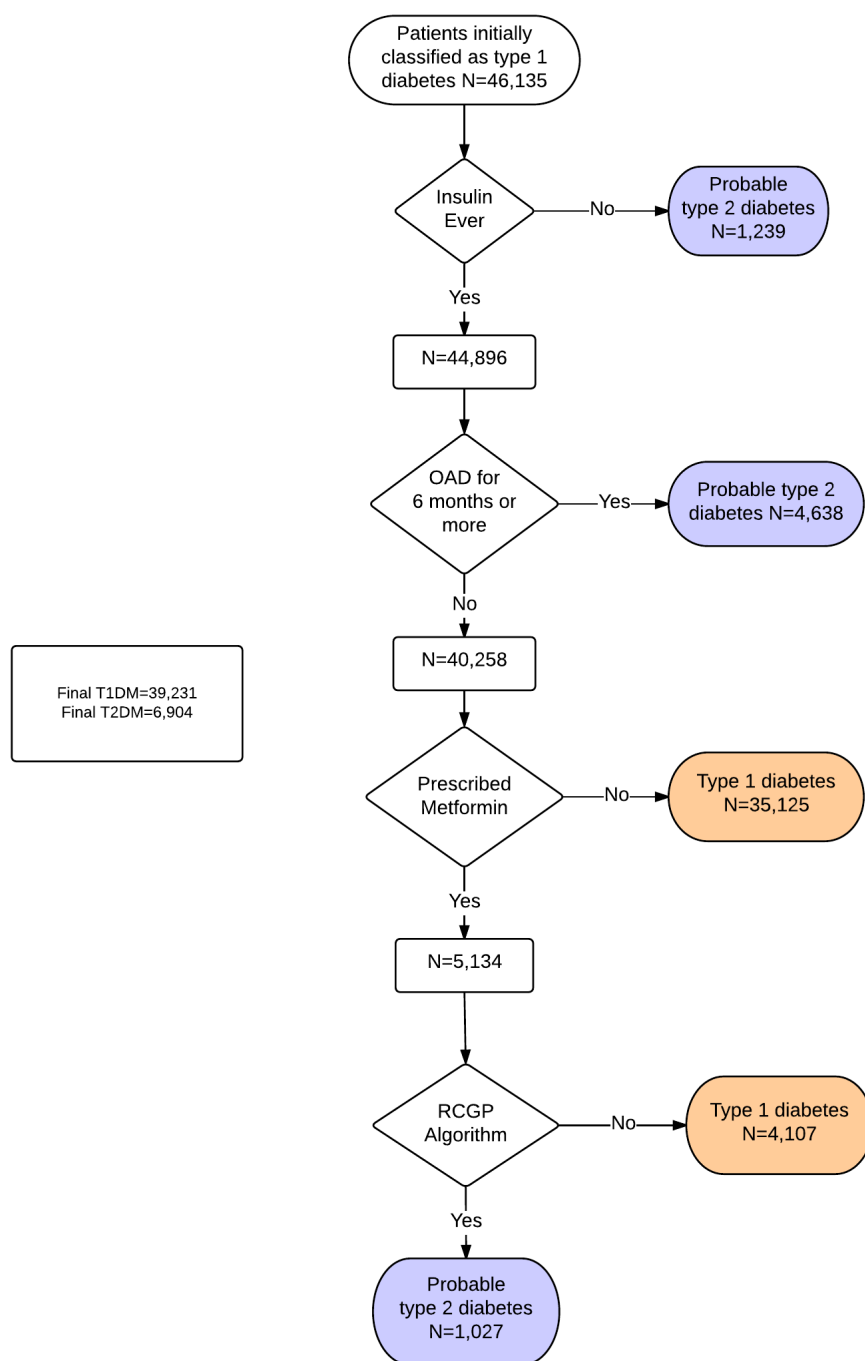 Patients initially
classified as type 1
diabetes N=46,135
Insulin
Ever
No
Probable
type 2 diabetes
N=1,239
Yes
N=44,896
OAD for
6 months or
more
Yes
Probable type 2
diabetes N=4,638
No
N=40,258
Final T1DM=39,231
Final T2DM=6,904
Prescribed
Metformin
No
Type 1 diabetes
N=35,125
Yes
N=5,134
RCGP
Algorithm
No
Type 1 diabetes
N=4,107
Yes
Probable
type 2 diabetes
N=1,027